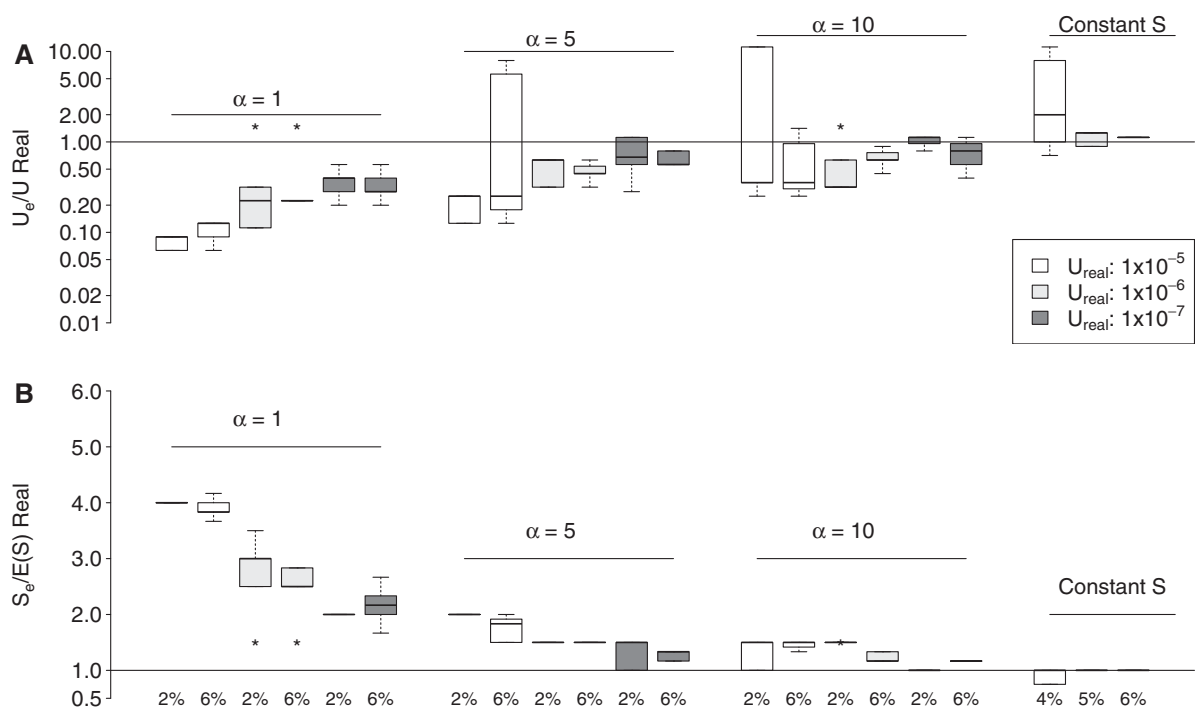 A
α = 1
α = 5
α = 10
Constant S
Uₑ/U Real
10.00
5.00
2.00
1.00
0.50
0.20
0.10
0.05
0.02
0.01
* *
*
U_real: 1x10⁻⁵
U_real: 1x10⁻⁶
U_real: 1x10⁻⁷
B
α = 1
α = 5
α = 10
Constant S
Sₑ/E(S) Real
6.0
5.0
4.0
3.0
2.0
1.0
0.5
* *
*
2% 6% 2% 6% 2% 6% 2% 6% 2% 6% 2% 6% 2% 6% 2% 6% 2% 6% 4% 5% 6%